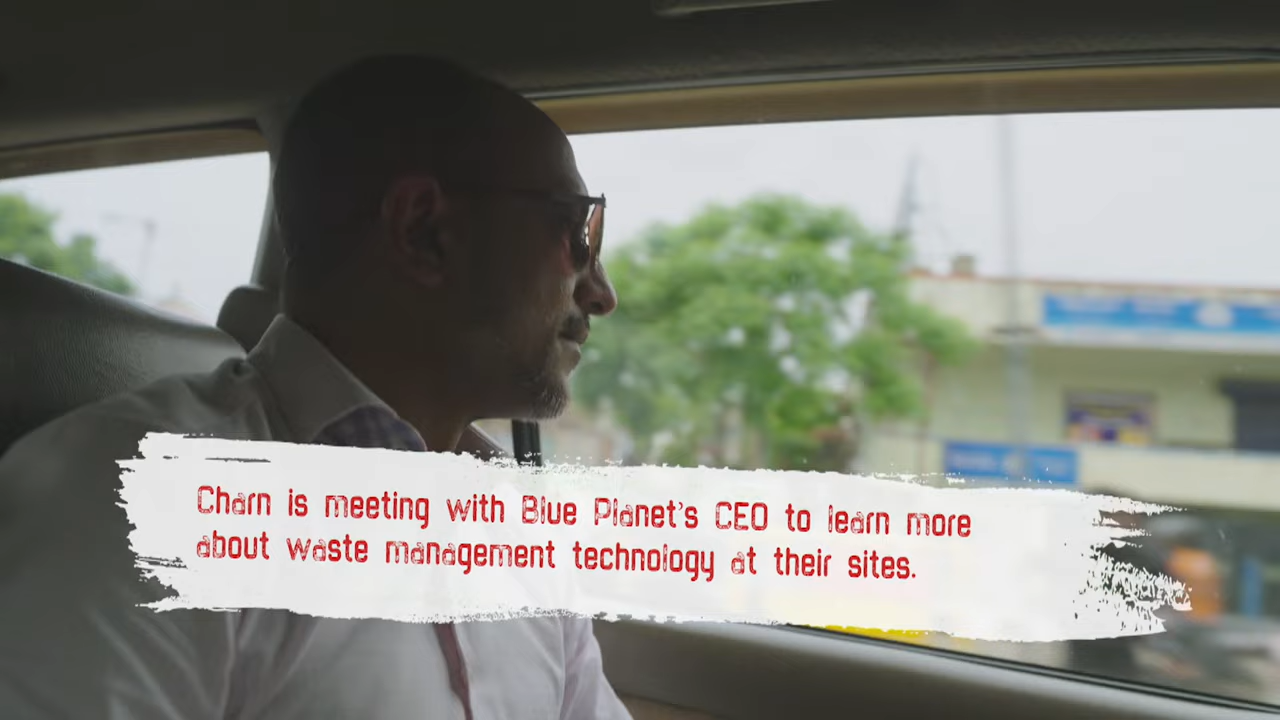 Charn is meeting with Blue Planet's CEO to learn more
about waste management technology at their sites.